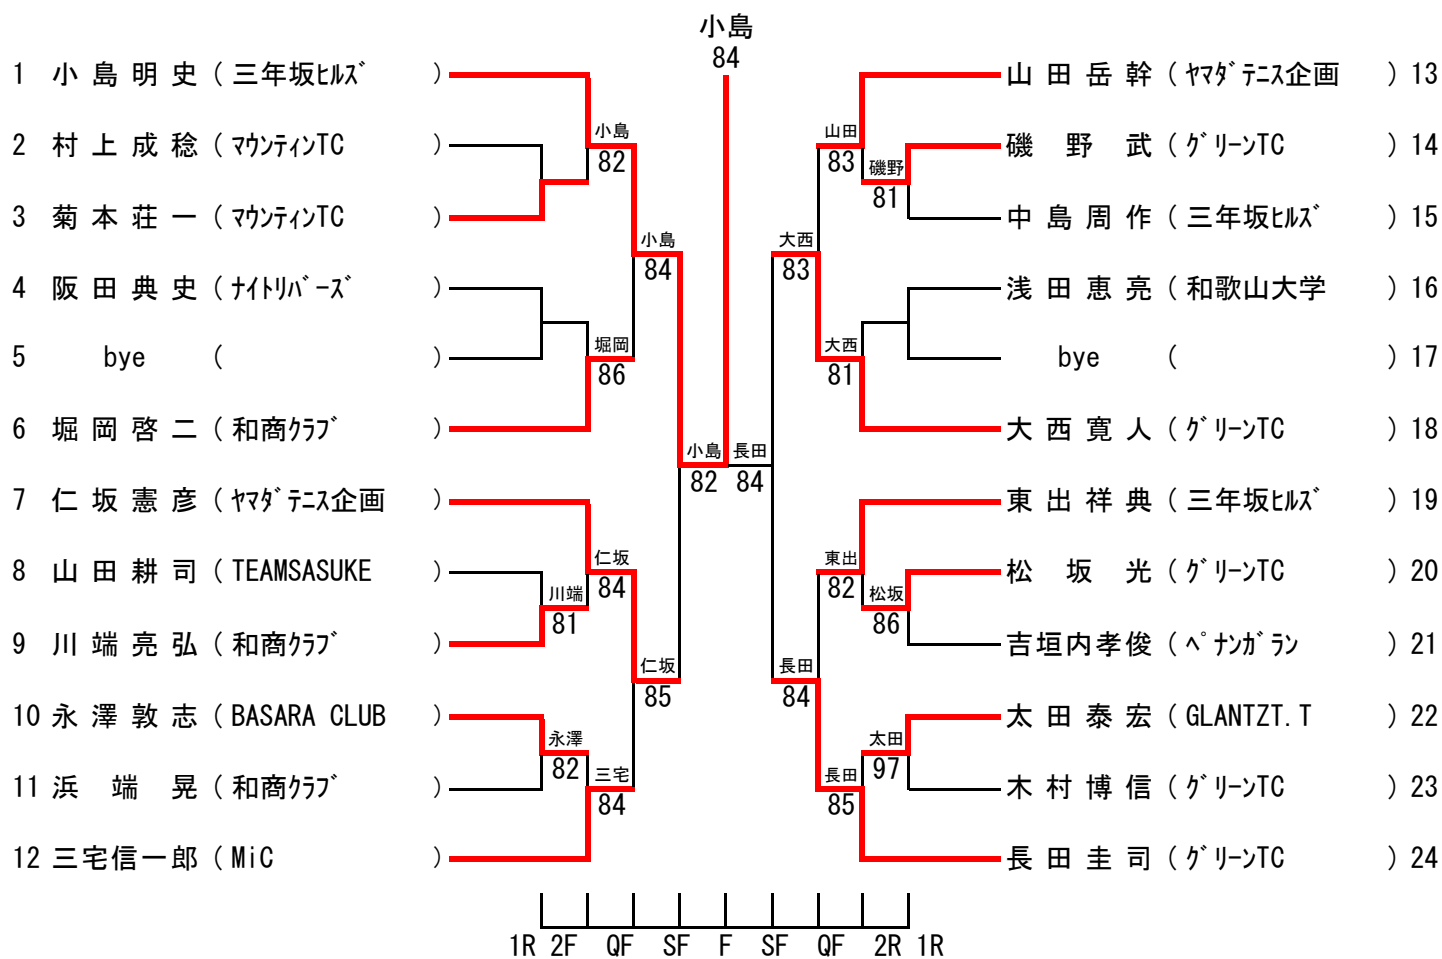 小島
84
1 小島明史（三年坂ﾋﾙｽﾞ ） 山田岳幹（ﾔﾏﾀﾞﾃﾆｽ企画 ）13
小島 山田
2 村上成稔（ﾏｳﾝﾃｨﾝTC ） 82 83 磯野 磯野 武（ｸﾞﾘｰﾝTC ）14
81
3 菊本荘一（ﾏｳﾝﾃｨﾝTC ） 中島周作（三年坂ﾋﾙｽﾞ ）15
小島 大西
84 83
4 阪田典史（ﾅｲﾄﾘﾊﾞｰｽﾞ ） 浅田恵亮（和歌山大学 ）16
堀岡 大西
5 bye （ ） 86 81 bye （ ）17
6 堀岡啓二（和商ｸﾗﾌﾞ ） 大西寛人（ｸﾞﾘｰﾝTC ）18
小島 長田
82 84
7 仁坂憲彦（ﾔﾏﾀﾞﾃﾆｽ企画 ） 東出祥典（三年坂ﾋﾙｽﾞ ）19
仁坂 東出
8 山田耕司（TEAMSASUKE ） 川端 84 82 松坂 松坂 光（ｸﾞﾘｰﾝTC ）20
81 86
9 川端亮弘（和商ｸﾗﾌﾞ ） 吉垣内孝俊（ﾍﾟﾅﾝｶﾞﾗﾝ ）21
仁坂 長田
85 84
10 永澤敦志（BASARA CLUB ） 太田泰宏（GLANTZT.T ）22
永澤 太田
82 97
11 浜端 晃（和商ｸﾗﾌﾞ ） 三宅 長田 木村博信（ｸﾞﾘｰﾝTC ）23
84 85
12 三宅信一郎（MiC ） 長田圭司（ｸﾞﾘｰﾝTC ）24
1R 2F QF SF F SF QF 2R 1R